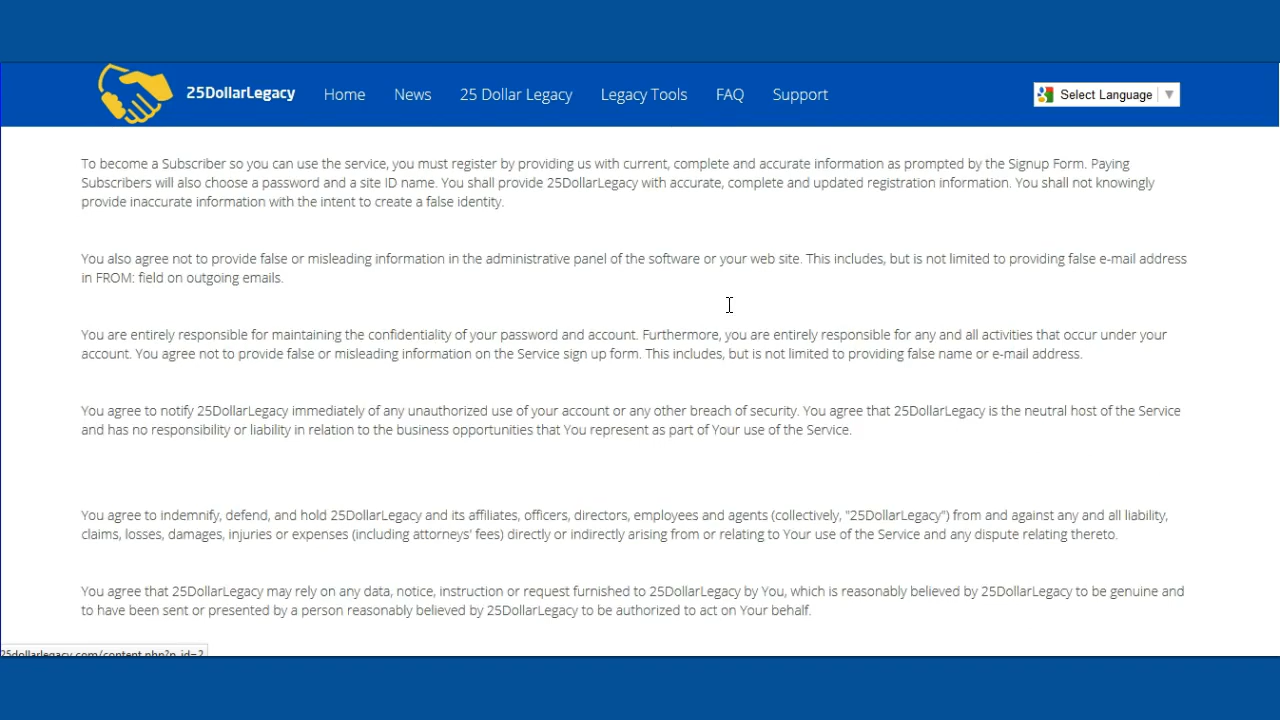 25DollarLegacy Home News 25 Dollar Legacy Legacy Tools FAQ Support Select Language
To become a Subscriber so you can use the service, you must register by providing us with current, complete and accurate information as prompted by the Signup Form. Paying
Subscribers will also choose a password and a site ID name. You shall provide 25DollarLegacy with accurate, complete and updated registration information. You shall not knowingly
provide inaccurate information with the intent to create a false identity.
You also agree not to provide false or misleading information in the administrative panel of the software or your web site. This includes, but is not limited to providing false e-mail address
in FROM: field on outgoing emails.
You are entirely responsible for maintaining the confidentiality of your password and account. Furthermore, you are entirely responsible for any and all activities that occur under your
account. You agree not to provide false or misleading information on the Service sign up form. This includes, but is not limited to providing false name or e-mail address.
You agree to notify 25DollarLegacy immediately of any unauthorized use of your account or any other breach of security. You agree that 25DollarLegacy is the neutral host of the Service
and has no responsibility or liability in relation to the business opportunities that You represent as part of Your use of the Service.
You agree to indemnify, defend, and hold 25DollarLegacy and its affiliates, officers, directors, employees and agents (collectively, "25DollarLegacy") from and against any and all liability,
claims, losses, damages, injuries or expenses (including attorneys' fees) directly or indirectly arising from or relating to Your use of the Service and any dispute relating thereto.
You agree that 25DollarLegacy may rely on any data, notice, instruction or request furnished to 25DollarLegacy by You, which is reasonably believed by 25DollarLegacy to be genuine and
to have been sent or presented by a person reasonably believed by 25DollarLegacy to be authorized to act on Your behalf.
25dollarlegacy.com/content.php?p_id=2